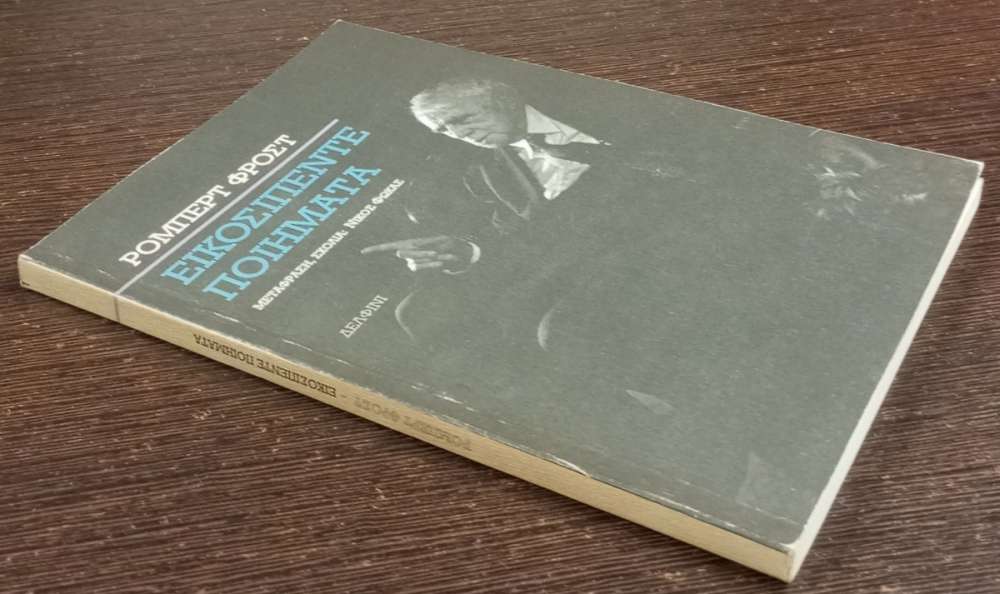 ΡΟΜΠΕΡΤ ΦΡΟΣΤ
ΕΙΚΟΣΙΠΕΝΤΕ
ΠΟΙΗΜΑΤΑ
ΜΕΤΑΦΡΑΣΗ, ΣΧΟΛΙΑ: ΝΙΚΟΣ ΦΩΚΑΣ
ΔΕΛΦΙΝΙ
ΡΟΜΠΕΡΤ ΦΡΟΣΤ - ΕΙΚΟΣΙΠΕΝΤΕ ΠΟΙΗΜΑΤΑ